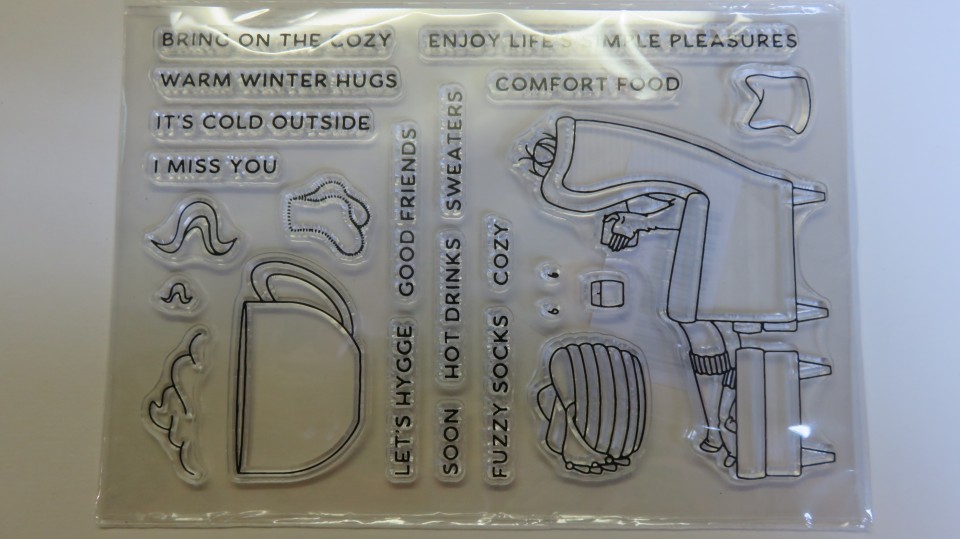 BRING ON THE COZY
ENJOY LIFE'S SIMPLE PLEASURES
WARM WINTER HUGS
COMFORT FOOD
IT'S COLD OUTSIDE
I MISS YOU
LET'S HYGGE
GOOD FRIENDS
SOON
HOT DRINKS
SWEATERS
FUZZY SOCKS
COZY